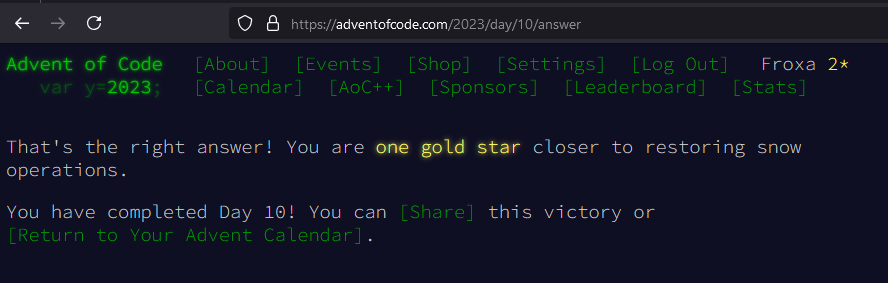 https://adventofcode.com/2023/day/10/answer
Advent of Code [About] [Events] [Shop] [Settings] [Log Out] Froxa 2*
var y=2023; [Calendar] [AoC++] [Sponsors] [Leaderboard] [Stats]
That's the right answer! You are one gold star closer to restoring snow
operations.
You have completed Day 10! You can [Share] this victory or
[Return to Your Advent Calendar].